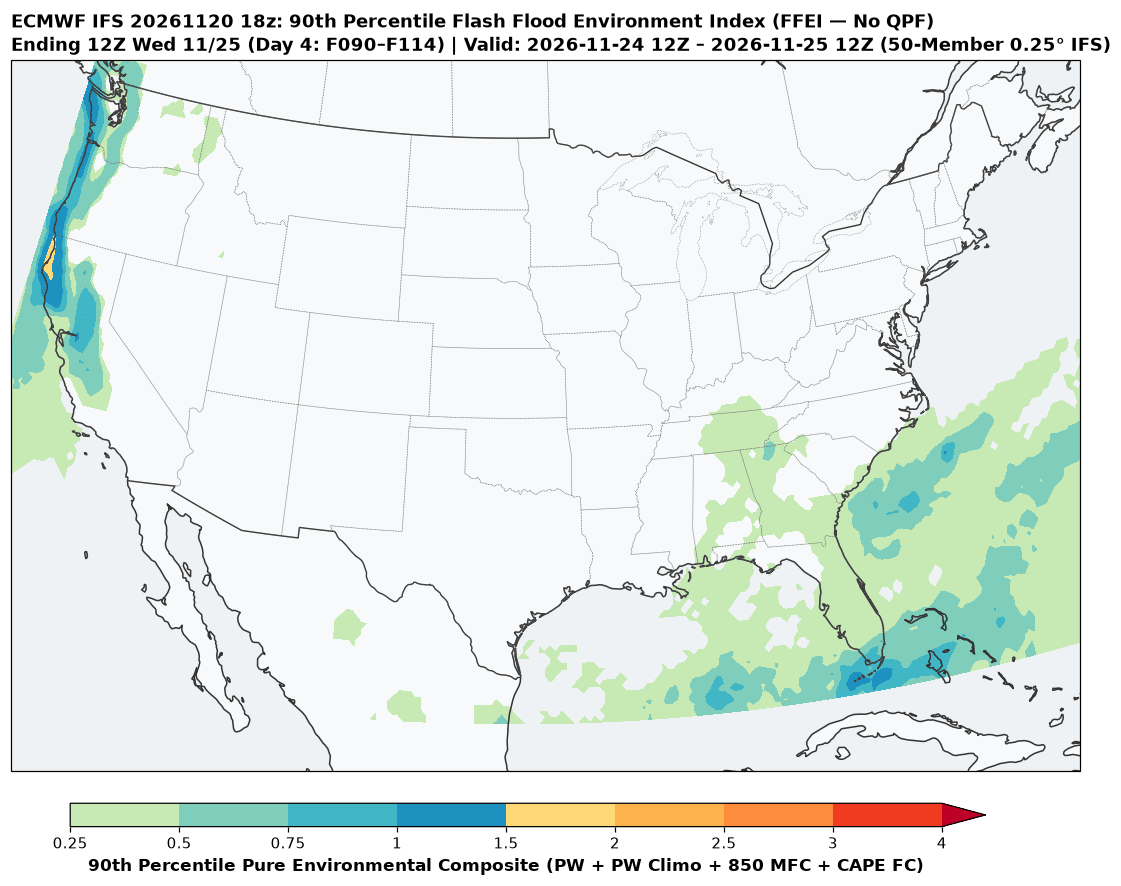 ECMWF IFS 20261120 18z: 90th Percentile Flash Flood Environment Index (FFEI — No QPF)
Ending 12Z Wed 11/25 (Day 4: F090–F114) | Valid: 2026-11-24 12Z – 2026-11-25 12Z (50-Member 0.25° IFS)
0.25 0.5 0.75 1 1.5 2 2.5 3 4
90th Percentile Pure Environmental Composite (PW + PW Climo + 850 MFC + CAPE FC)